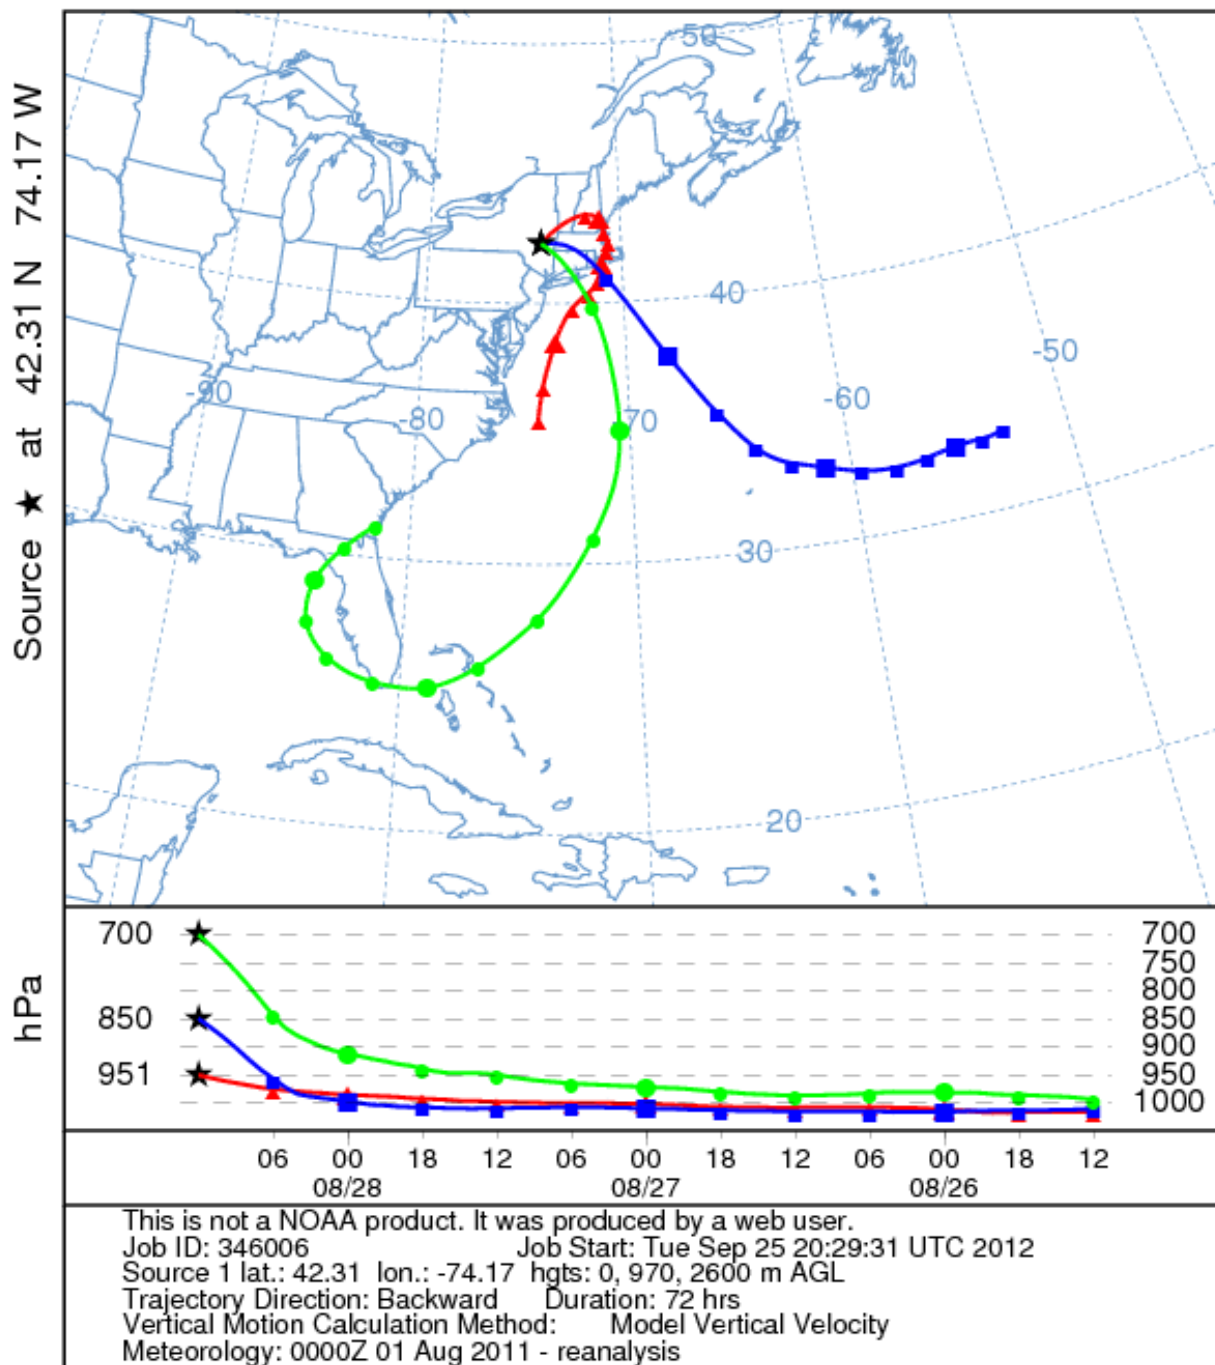 Source ★ at 42.31 N 74.17 W
50
40
-50
-60
-90
-80
70
30
20
hPa
700 700
750
800
850 850
900
951 950
1000
06 00 18 12 06 00 18 12 06 00 18 12
08/28 08/27 08/26
This is not a NOAA product. It was produced by a web user.
Job ID: 346006 Job Start: Tue Sep 25 20:29:31 UTC 2012
Source 1 lat.: 42.31 lon.: -74.17 hgts: 0, 970, 2600 m AGL
Trajectory Direction: Backward Duration: 72 hrs
Vertical Motion Calculation Method: Model Vertical Velocity
Meteorology: 0000Z 01 Aug 2011 - reanalysis